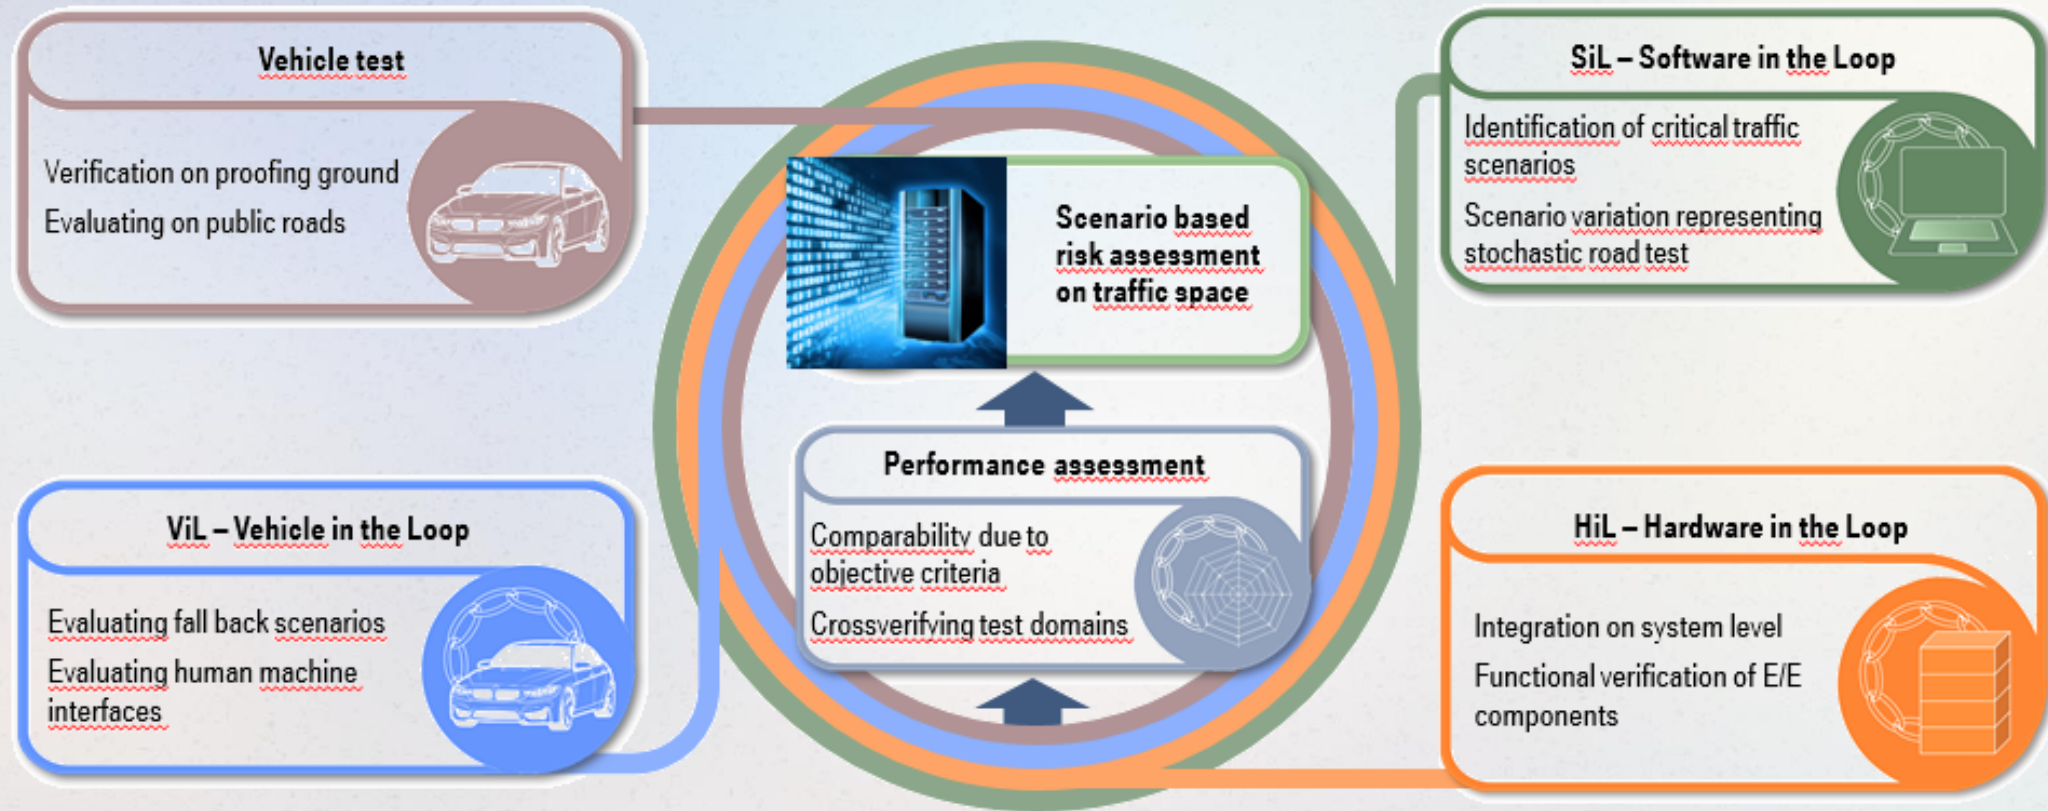 Vehicle test
Verification on proofing ground
Evaluating on public roads
SiL – Software in the Loop
Identification of critical traffic
scenarios
Scenario variation representing
stochastic road test
Scenario based
risk assessment
on traffic space
Performance assessment
Comparability due to
objective criteria
Crossverifying test domains
ViL – Vehicle in the Loop
Evaluating fall back scenarios
Evaluating human machine
interfaces
HiL – Hardware in the Loop
Integration on system level
Functional verification of E/E
components